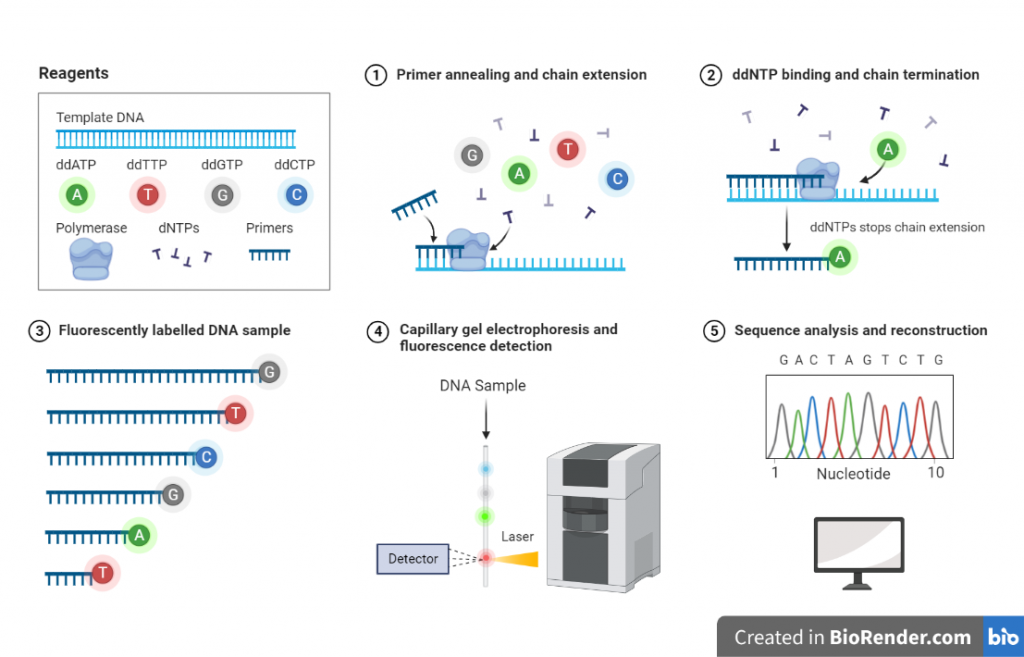 Reagents
Template DNA
ddATP ddTTP ddGTP ddCTP
A T G C
Polymerase dNTPs Primers
1 Primer annealing and chain extension
G A T C
2 ddNTP binding and chain termination
A
ddNTPs stops chain extension
A
3 Fluorescently labelled DNA sample
G
T
C
G
A
T
4 Capillary gel electrophoresis and
fluorescence detection
DNA Sample
Laser
Detector
5 Sequence analysis and reconstruction
G A C T A G T C T G
1 Nucleotide 10
Created in BioRender.com bio